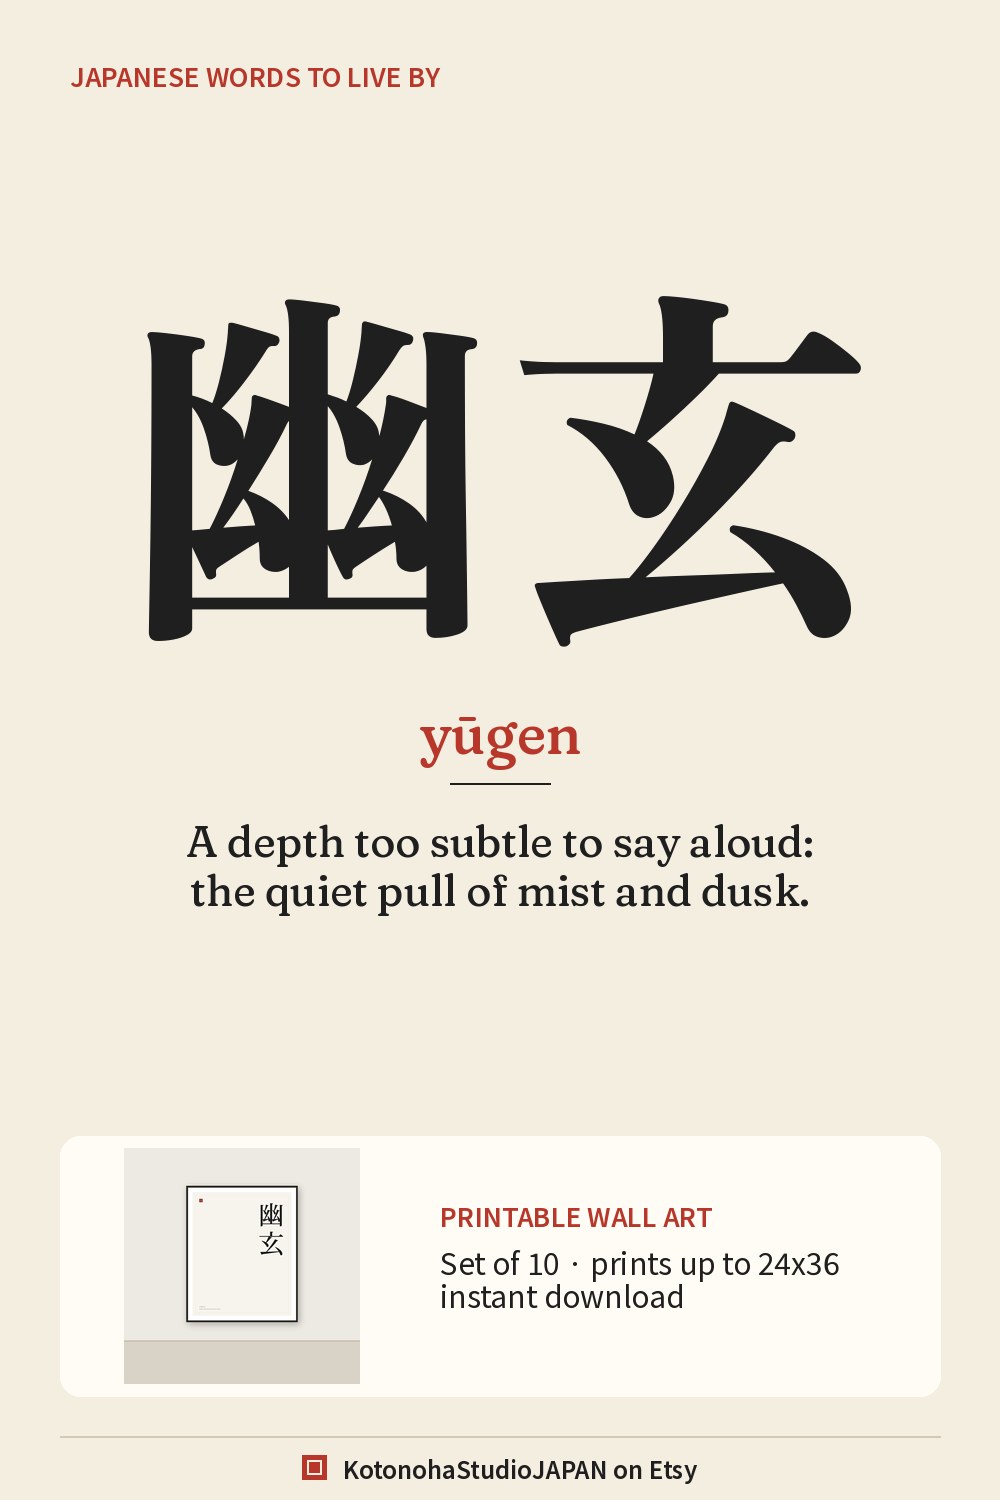 JAPANESE WORDS TO LIVE BY
幽玄
yūgen
A depth too subtle to say aloud:
the quiet pull of mist and dusk.
幽玄
PRINTABLE WALL ART
Set of 10 · prints up to 24x36
instant download
KotonohaStudioJAPAN on Etsy